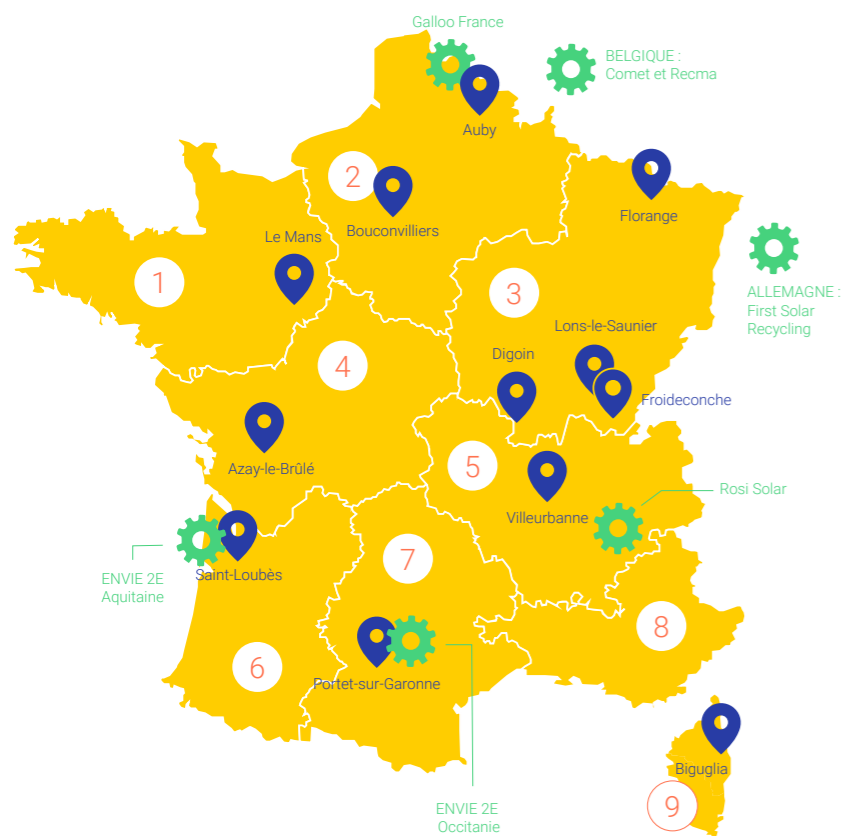 Galloo France
BELGIQUE :
Comet et Recma
Auby
2
Bouconvilliers
Florange
Le Mans
1
3
ALLEMAGNE :
First Solar
Recycling
Lons-le-Saunier
Digoin
4
Froideconche
Azay-le-Brûlé
5
Rosi Solar
Villeurbanne
7
Saint-Loubès
ENVIE 2E
Aquitaine
8
6
Portet-sur-Garonne
Biguglia
9
ENVIE 2E
Occitanie